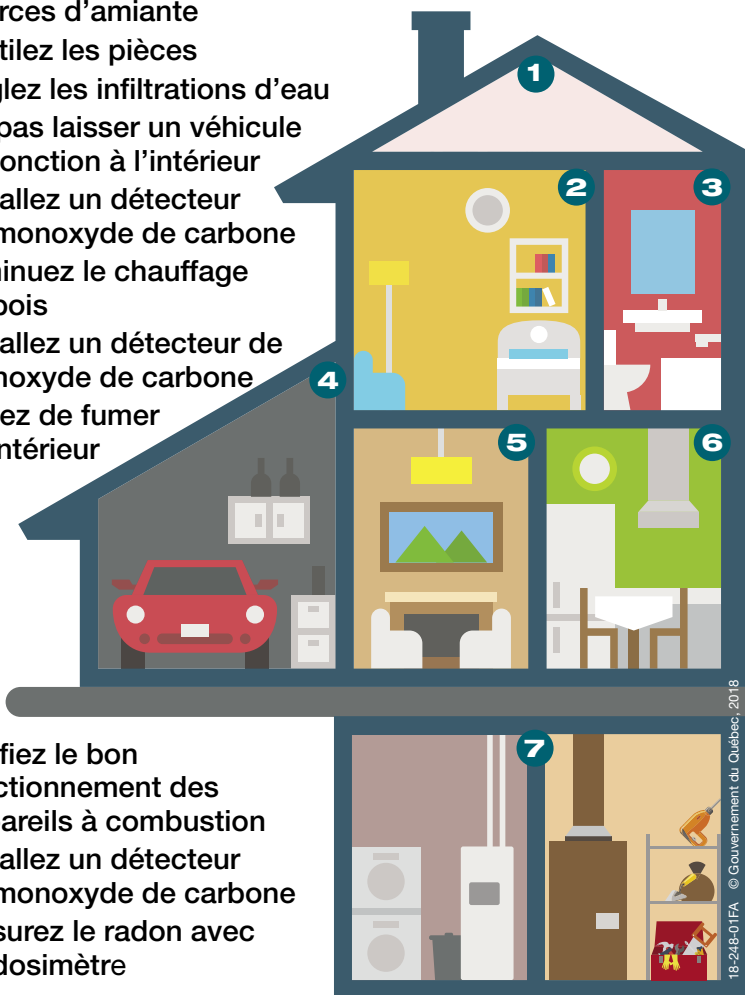 rces d’amiante
tilez les pièces
glez les infiltrations d’eau
pas laisser un véhicule
onction à l’intérieur
allez un détecteur
monoxyde de carbone
inuez le chauffage
bois
allez un détecteur de
noxyde de carbone
ez de fumer
ntérieur
1
2
3
4
5
6
fiez le bon
ctionnement des
areils à combustion
allez un détecteur
monoxyde de carbone
surez le radon avec
dosimètre
7
18-248-01FA © Gouvernement du Québec, 2018